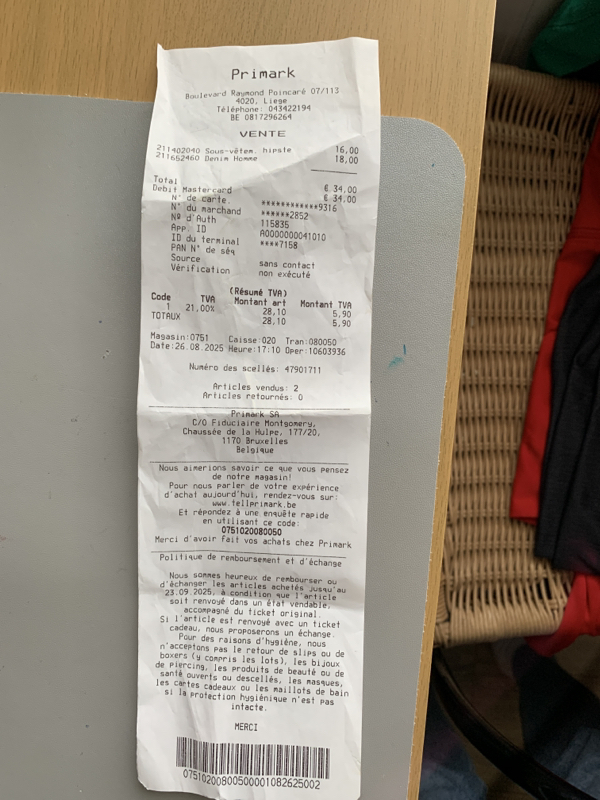 Primark
Boulevard Raymond Poincaré 07/113
4020, Liege
Téléphone: 043422194
BE 0817296264
VENTE
211402040 Sous-vêtem. hipste 16,00
211652460 Denim Homme 18,00
Total € 34,00
Debit Mastercard € 34,00
N° de carte. ************9316
N° du marchand ******2852
Nº d'Auth 115835
App. ID A0000000041010
ID du terminal ****7158
PAN N° de séq
Source sans contact
Vérification non exécuté
(Résumé TVA)
Code TVA Montant art Montant TVA
1 21,00% 28,10 5,90
TOTAUX 28,10 5,90
Magasin:0751 Caisse:020 Tran:080050
Date:26.08.2025 Heure:17:10 Oper:10603936
Numéro des scellés: 47901711
Articles vendus: 2
Articles retournés: 0
Primark SA
C/O Fiduciaire Montgomery,
Chaussée de la Hulpe, 177/20,
1170 Bruxelles
Belgique
Nous aimerions savoir ce que vous pensez
de notre magasin!
Pour nous parler de votre expérience
d'achat aujourd'hui, rendez-vous sur:
www.tellprimark.be
Et répondez à une enquête rapide
en utilisant ce code:
0751020080050
Merci d'avoir fait vos achats chez Primark
Politique de remboursement et d'échange
Nous sommes heureux de rembourser ou
d'échanger les articles achetés jusqu'au
23.09.2025, à condition que l'article
soit renvoyé dans un état vendable,
accompagné du ticket original.
Si l'article est renvoyé avec un ticket
cadeau, nous proposerons un échange.
Pour des raisons d'hygiène, nous
n'acceptons pas le retour de slips ou de
boxers (y compris les lots), les bijoux
de piercing, les produits de beauté ou de
santé ouverts ou descellés, les masques,
les cartes cadeaux ou les maillots de bain
si la protection hygiénique n'est pas
intacte.
MERCI
07510200800500001082625002